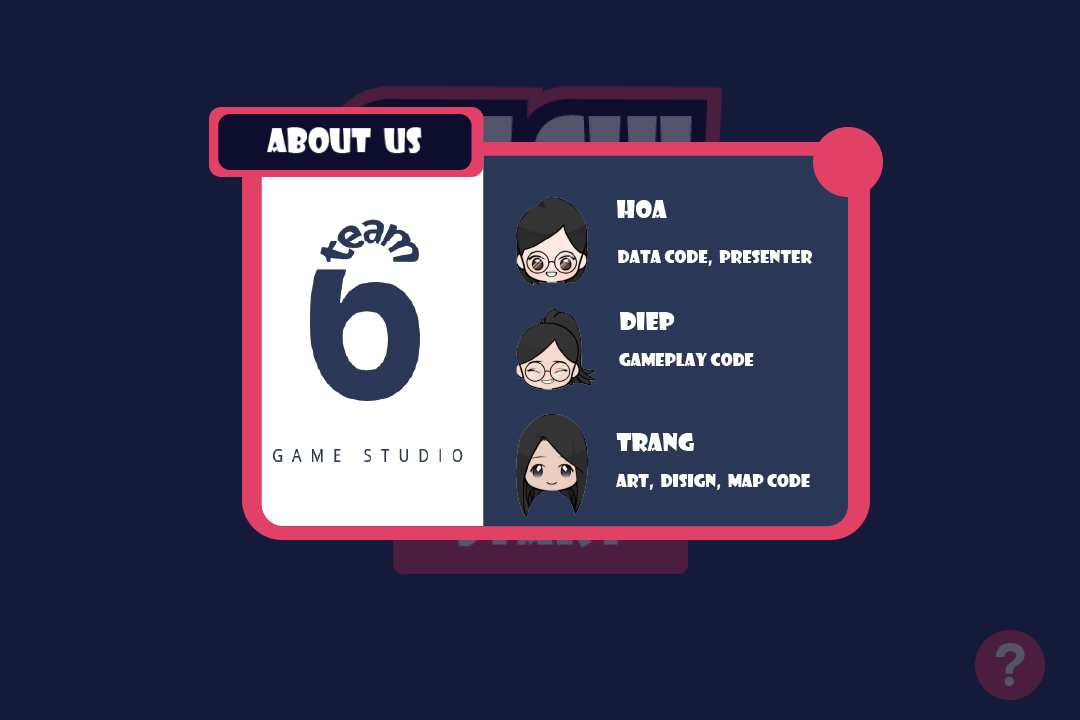 ABOUT US
team
6
GAME STUDIO
HOA
DATA CODE, PRESENTER
DIEP
GAMEPLAY CODE
TRANG
ART, DISIGN, MAP CODE
?